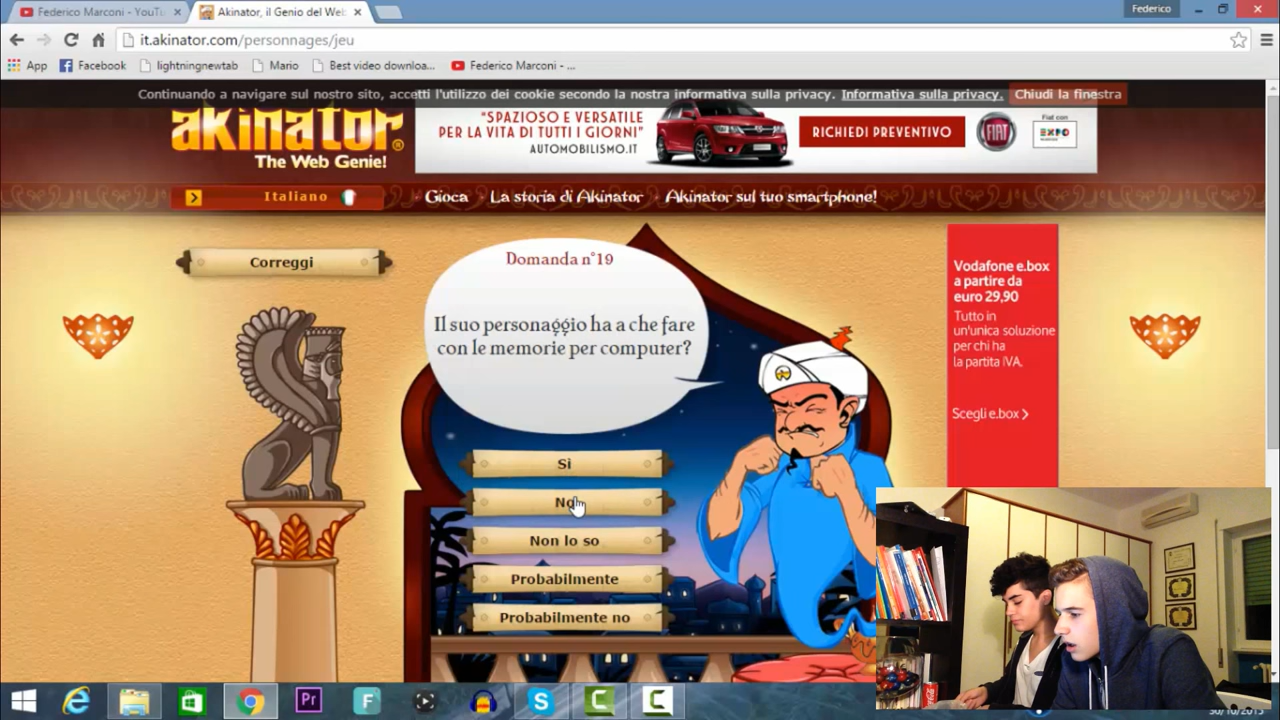 Federico Marconi - YouTu
Akinator, il Genio del Web
Federico
it.akinator.com/personnages/jeu
App
Facebook
lightningnewtab
Mario
Best video downloa...
Federico Marconi - ...
Continuando a navigare sul nostro sito, accetti l'utilizzo dei cookie secondo la nostra informativa sulla privacy. Informativa sulla privacy. Chiudi la finestra
akinator®
The Web Genie!
"SPAZIOSO E VERSATILE
PER LA VITA DI TUTTI I GIORNI"
AUTOMOBILISMO.IT
RICHIEDI PREVENTIVO
FIAT
Fiat con
EXPO
Italiano
Gioca
La storia di Akinator
Akinator sul tuo smartphone!
Correggi
Domanda n°19
Il suo personaggio ha a che fare
con le memorie per computer?
Sì
No
Non lo so
Probabilmente
Probabilmente no
Vodafone e.box
a partire da
euro 29,90
Tutto in
un'unica soluzione
per chi ha
la partita IVA.
Scegli e.box
Pr
F
30/10/2015